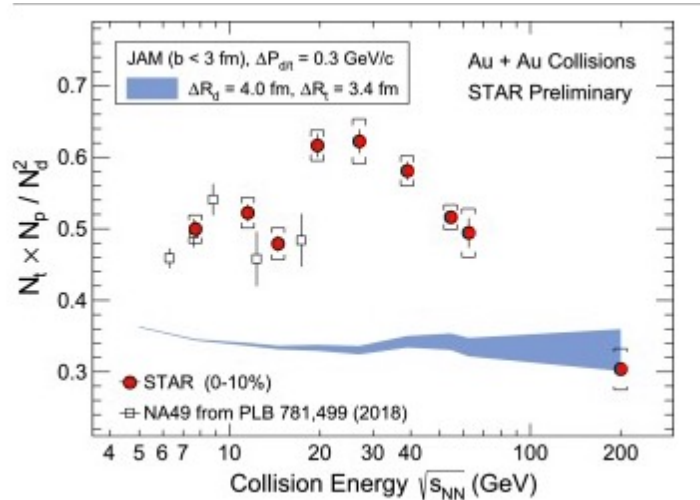 JAM (b < 3 fm), ΔP_d/t = 0.3 GeV/c
ΔR_d = 4.0 fm, ΔR_t = 3.4 fm
Au + Au Collisions
STAR Preliminary
N_t × N_p / N_d^2
0.7
0.6
0.5
0.4
0.3
STAR (0-10%)
NA49 from PLB 781,499 (2018)
4 5 6 7 10 20 30 100 200
Collision Energy √s_NN (GeV)